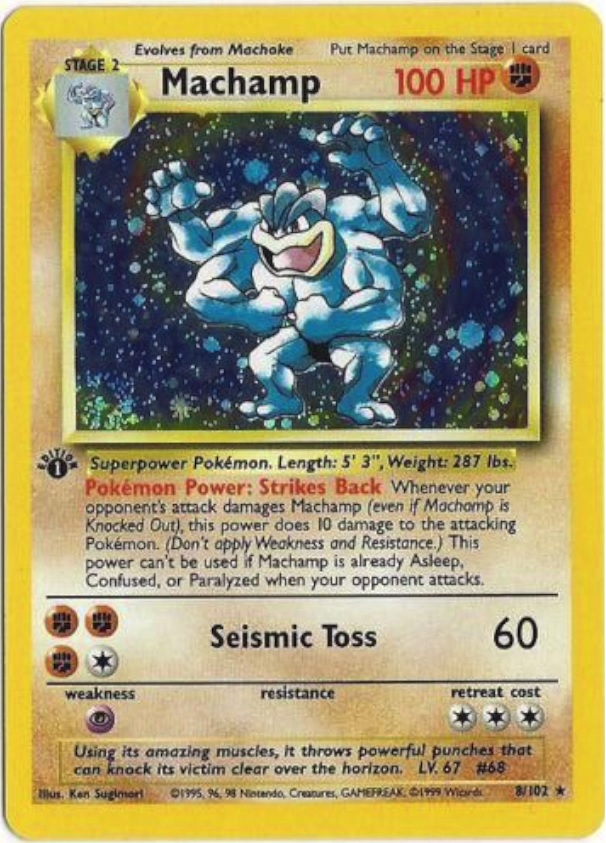 Evolves from Machoke Put Machamp on the Stage 1 card
STAGE 2
Machamp 100 HP
EDITION
1
Superpower Pokémon. Length: 5' 3", Weight: 287 lbs.
Pokémon Power: Strikes Back Whenever your
opponent's attack damages Machamp (even if Machamp is
Knocked Out), this power does 10 damage to the attacking
Pokémon. (Don't apply Weakness and Resistance.) This
power can't be used if Machamp is already Asleep,
Confused, or Paralyzed when your opponent attacks.
Seismic Toss 60
weakness resistance retreat cost
Using its amazing muscles, it throws powerful punches that
can knock its victim clear over the horizon. LV. 67 #68
Illus. Ken Sugimori ©1995, 96, 98 Nintendo, Creatures, GAMEFREAK. ©1999 Wizards. 8/102 ★